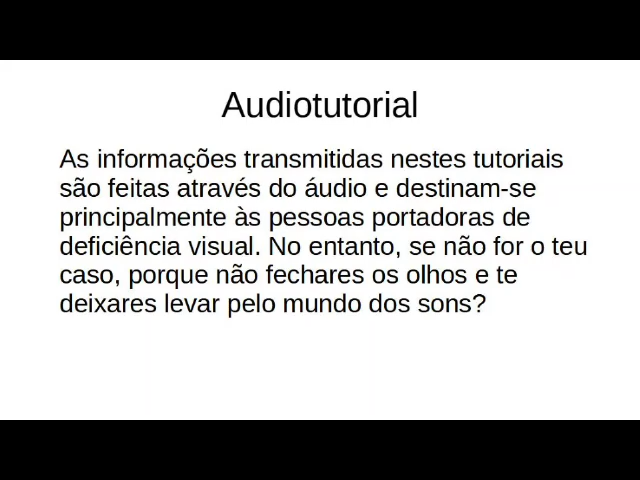 Audiotutorial
As informações transmitidas nestes tutoriais
são feitas através do áudio e destinam-se
principalmente às pessoas portadoras de
deficiência visual. No entanto, se não for o teu
caso, porque não fechares os olhos e te
deixares levar pelo mundo dos sons?